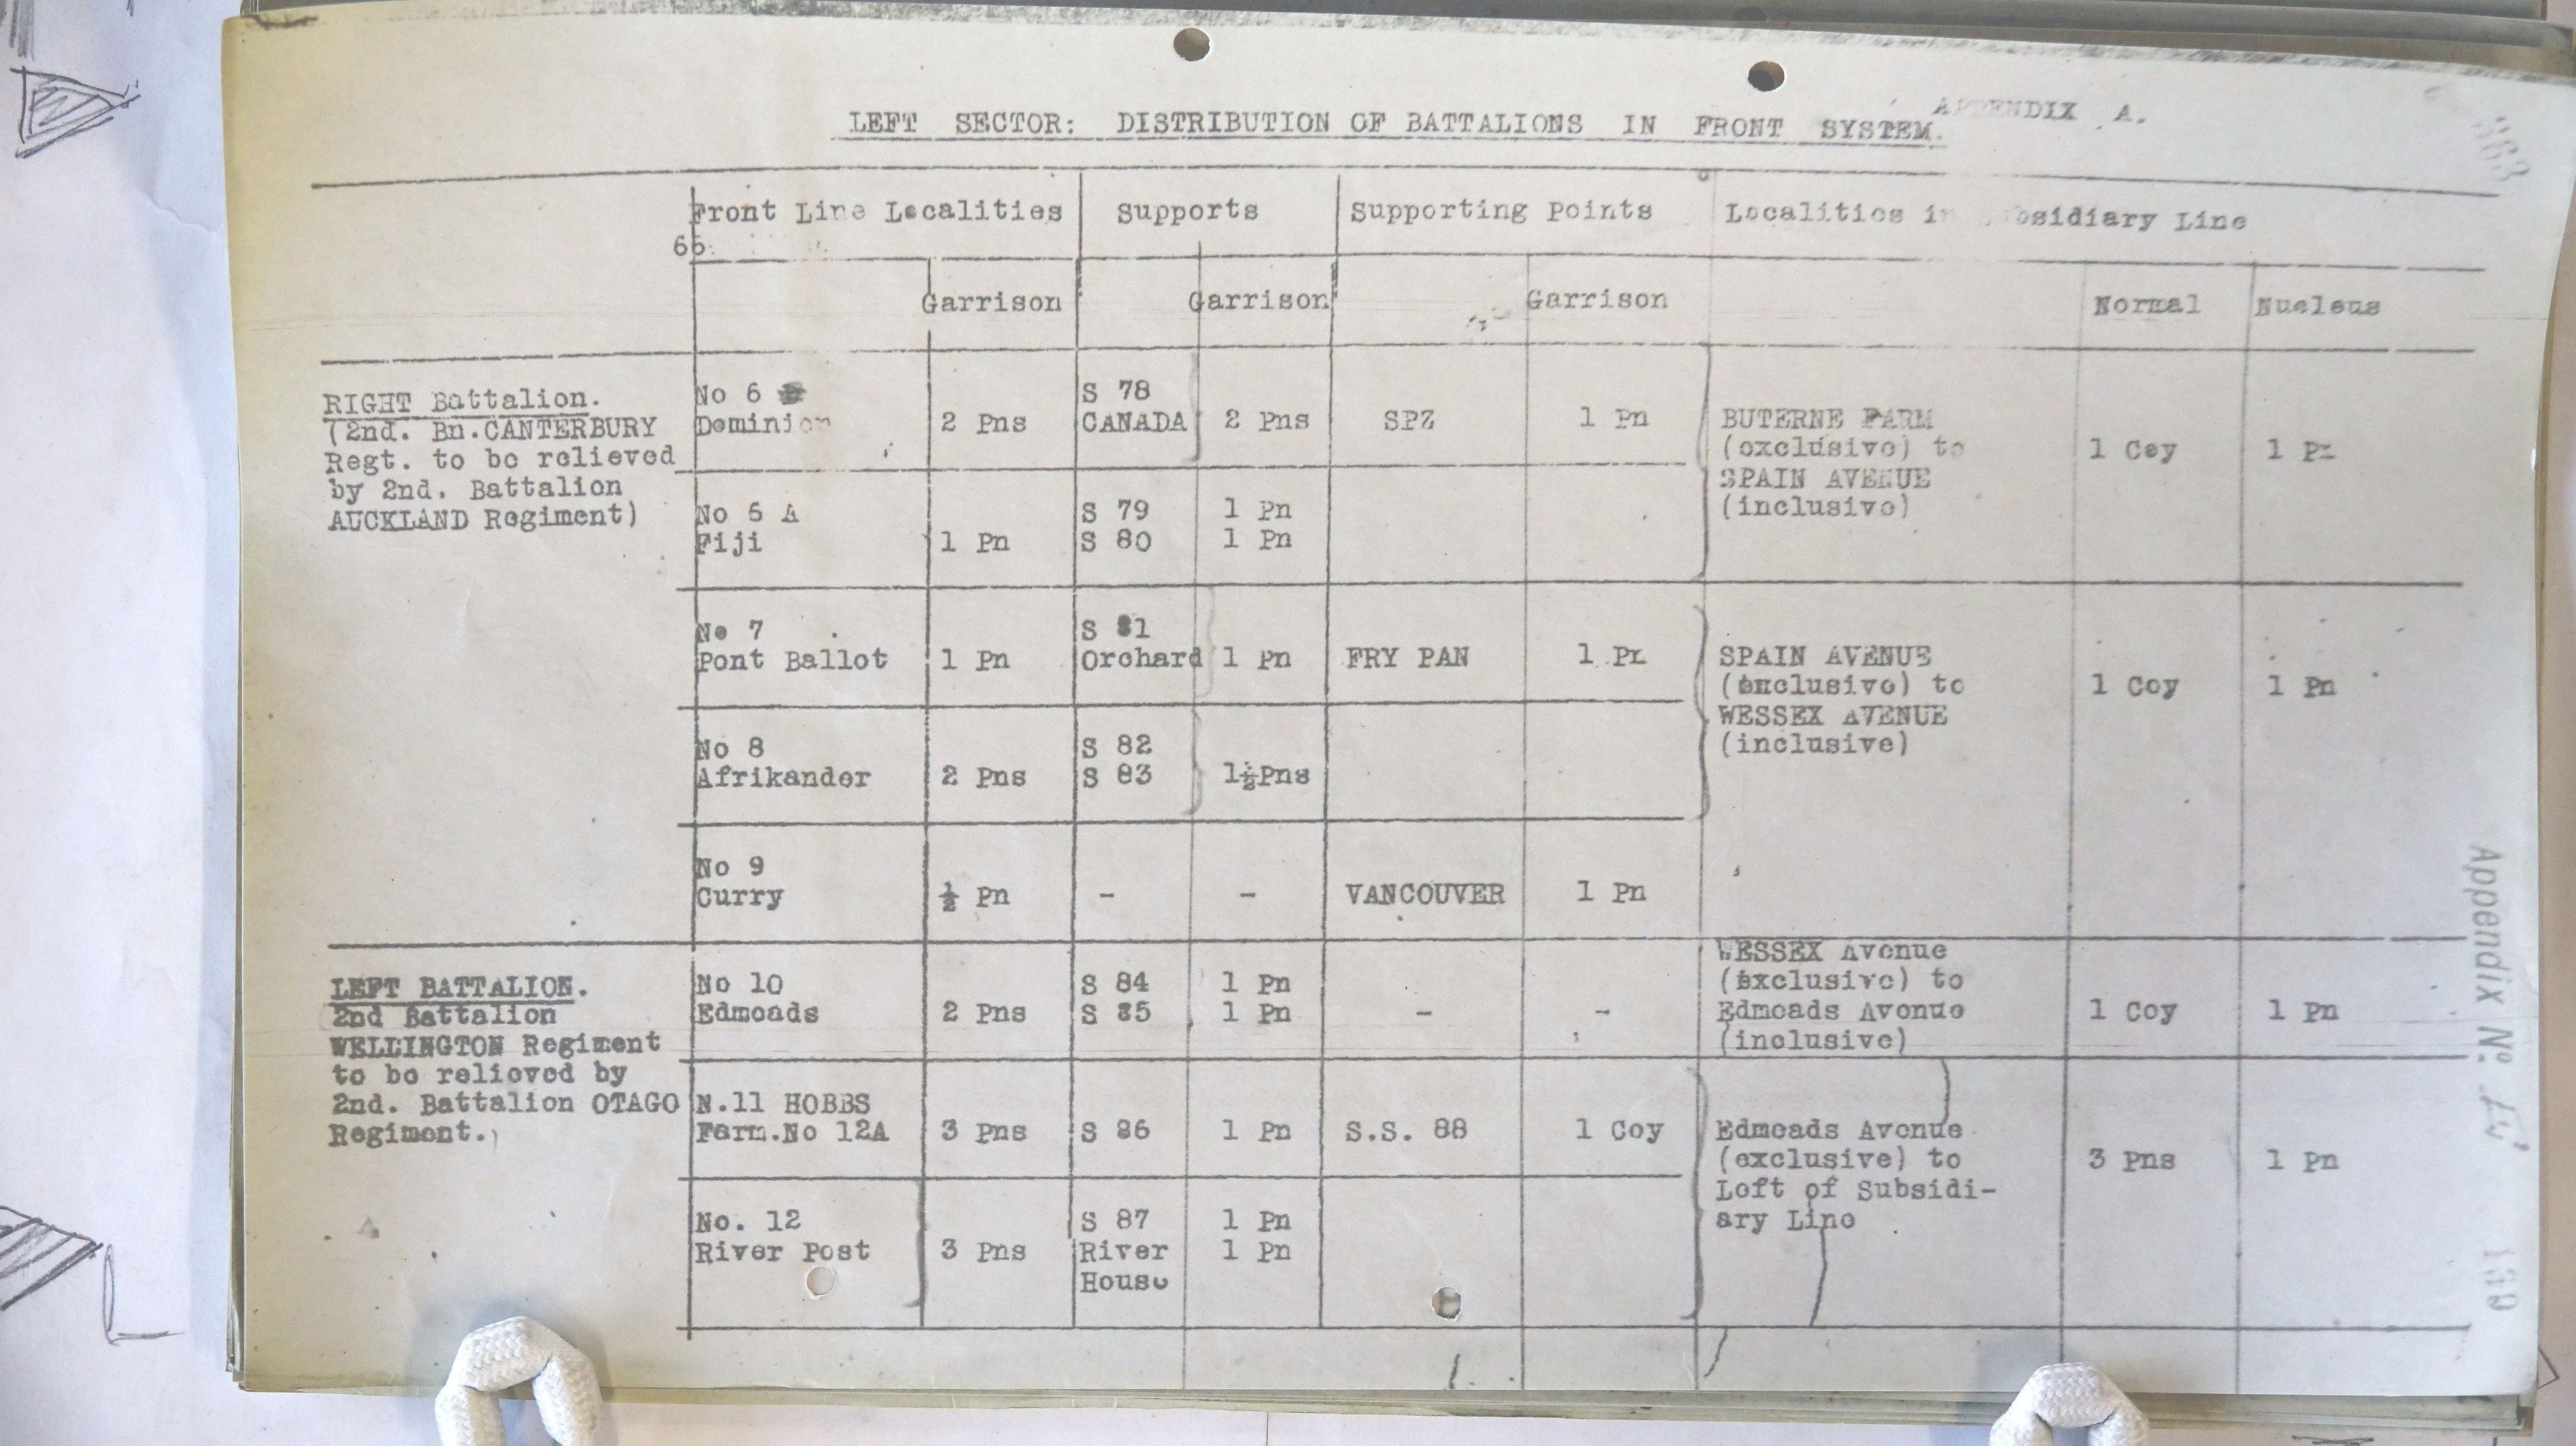 APPENDIX A.
LEFT SECTOR: DISTRIBUTION OF BATTALIONS IN FRONT SYSTEM.
Front Line Localities Supports Supporting Points Localities in Subsidiary Line
66
Garrison Garrison Garrison Normal Nucleus
RIGHT Battalion.
(2nd. Bn.CANTERBURY
Regt. to be relieved
by 2nd. Battalion
AUCKLAND Regiment)
No 6 S 78
Dominion 2 Pns CANADA 2 Pns SPZ 1 Pn
BUTERNE FARM
(exclusive) to
SPAIN AVENUE
(inclusive)
1 Coy 1 Pn
No 6 A S 79 1 Pn
Fiji 1 Pn S 80 1 Pn
No 7 S 81
Pont Ballot 1 Pn Orchard 1 Pn FRY PAN 1 Pn
SPAIN AVENUE
(exclusive) to
WESSEX AVENUE
(inclusive)
1 Coy 1 Pn
No 8 S 82
Afrikander 2 Pns S 83 1½Pns
No 9
Curry ½ Pn - - VANCOUVER 1 Pn
LEFT BATTALION.
2nd Battalion
WELLINGTON Regiment
to be relieved by
2nd. Battalion OTAGO
Regiment.)
No 10 S 84 1 Pn
Edmeads 2 Pns S 85 1 Pn - -
WESSEX Avenue
(exclusive) to
Edmeads Avenue
(inclusive)
1 Coy 1 Pn
N.11 HOBBS
Farm.No 12A 3 Pns S 86 1 Pn S.S. 88 1 Coy
Edmeads Avenue
(exclusive) to
Left of Subsidi-
ary Line
3 Pns 1 Pn
No. 12 S 87 1 Pn
River Post 3 Pns River 1 Pn
House
Appendix No.